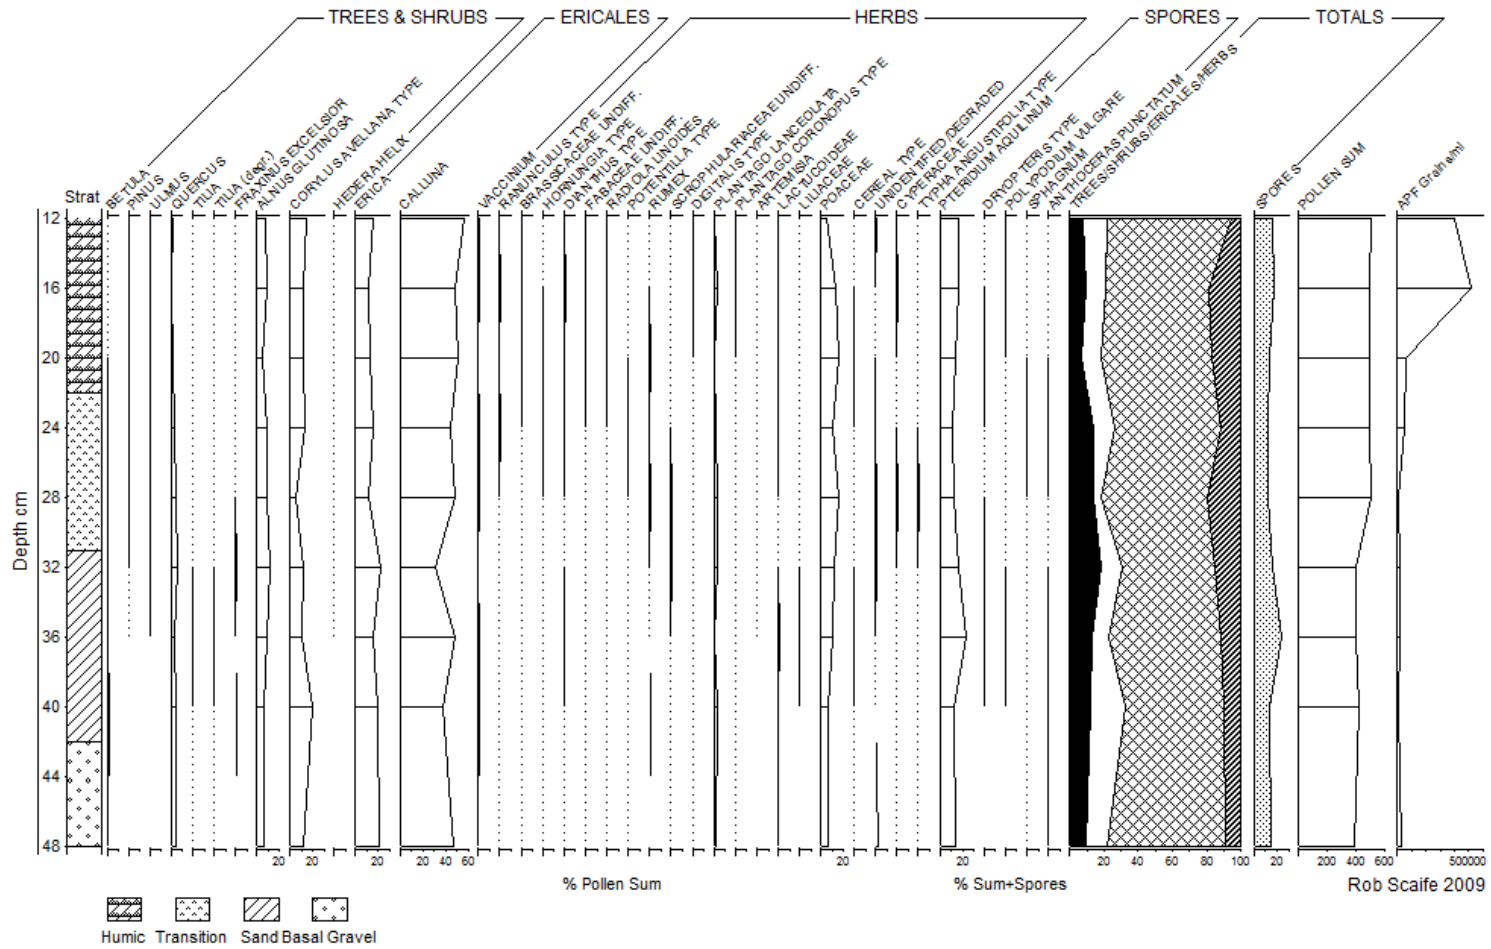 TREES & SHRUBS
ERICALES
HERBS
SPORES
TOTALS
Strat
BETULA
PINUS
ULMUS
QUERCUS
TILIA
TILIA (degr.)
FRAXINUS EXCELSIOR
ALNUS GLUTINOSA
CORYLUS AVELLANA TYPE
HEDERA HELIX
ERICA
CALLUNA
VACCINIUM
RANUNCULUS TYPE
BRASSICACEAE UNDIFF.
HORNUNGIA TYPE
DIANTHUS TYPE
FABACEAE UNDIFF.
RADIOLA LINOIDES
POTENTILLA TYPE
RUMEX
SCROPHULARIACEAE UNDIFF.
DIGITALIS TYPE
PLANTAGO LANCEOLATA
PLANTAGO CORONOPUS TYPE
ARTEMISIA
LACTUCOIDEAE
LILIACEAE
POACEAE
CEREAL TYPE
UNIDENTIFIED/DEGRADED
CYPERACEAE
TYPHA ANGUSTIFOLIA TYPE
PTERIDIUM AQUILINUM
DRYOPTERIS TYPE
POLYPODIUM VULGARE
SPHAGNUM
ANTHOCERAS PUNCTATUM
TREES/SHRUBS/ERICALES/HERBS
SPORES
POLLEN SUM
APF Grains/ml
Depth cm
12
16
20
24
28
32
36
40
44
48
20
20
20
20 40 60
20
20
20 40 60 80 100
20
200 400 600
500000
% Pollen Sum
% Sum+Spores
Rob Scaife 2009
Humic Transition Sand Basal Gravel